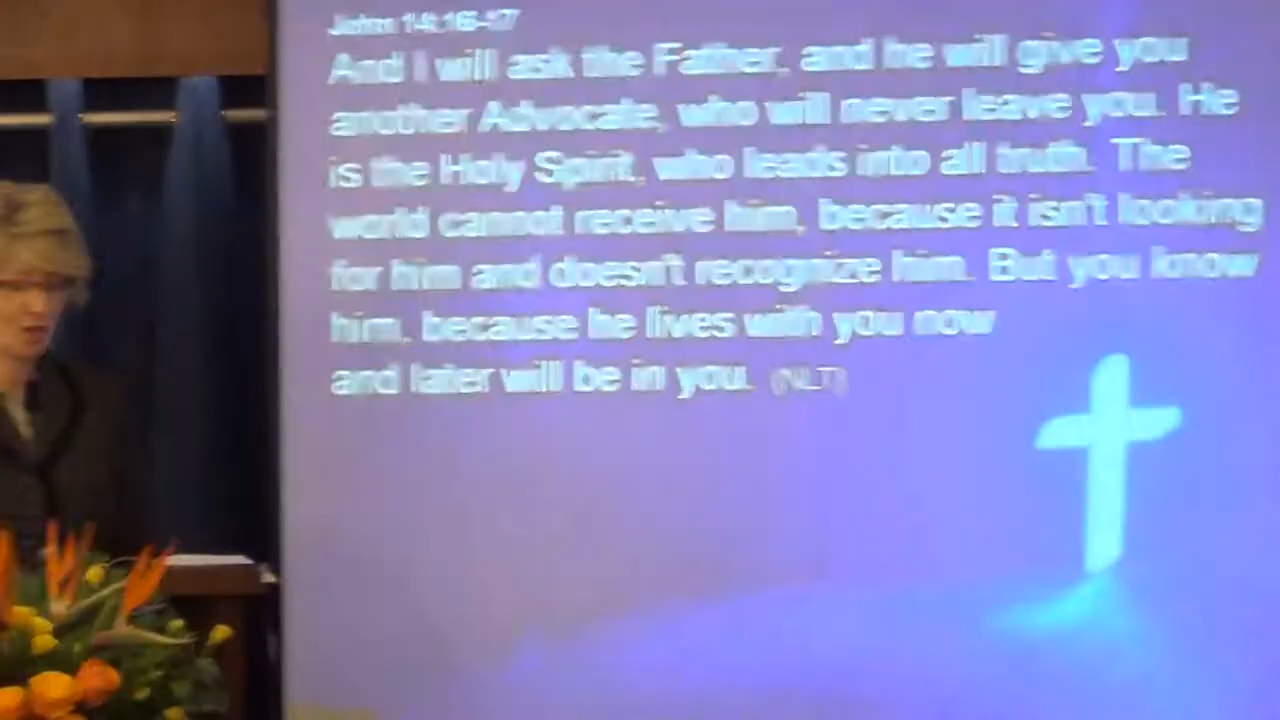 John 14:16-17
And I will ask the Father, and he will give you
another Advocate, who will never leave you. He
is the Holy Spirit, who leads into all truth. The
world cannot receive him, because it isn't looking
for him and doesn't recognize him. But you know
him, because he lives with you now
and later will be in you. (NLT)